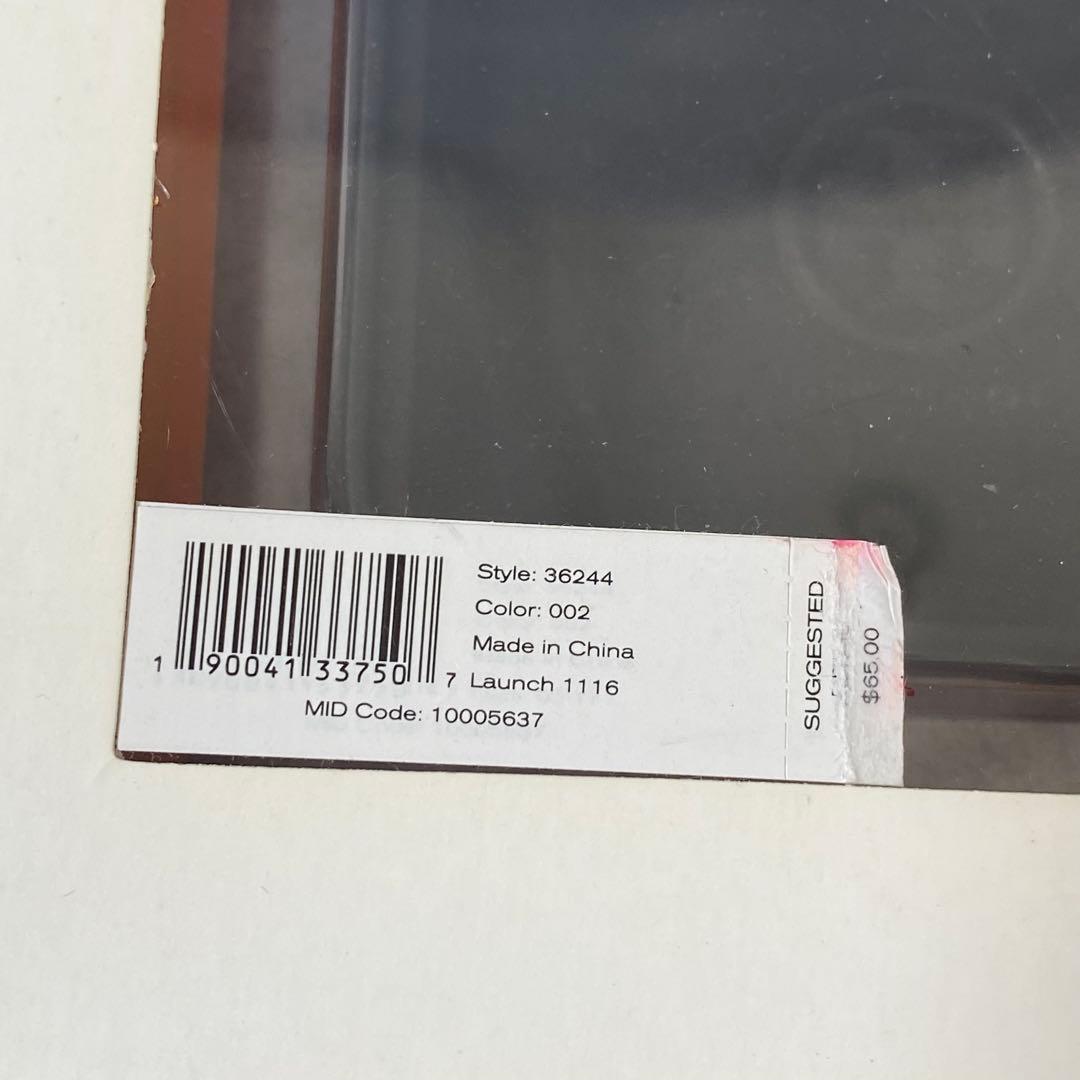 Style: 36244
Color: 002
Made in China
Launch 1116
1 90041 33750 7
MID Code: 10005637
SUGGESTED
$65.00